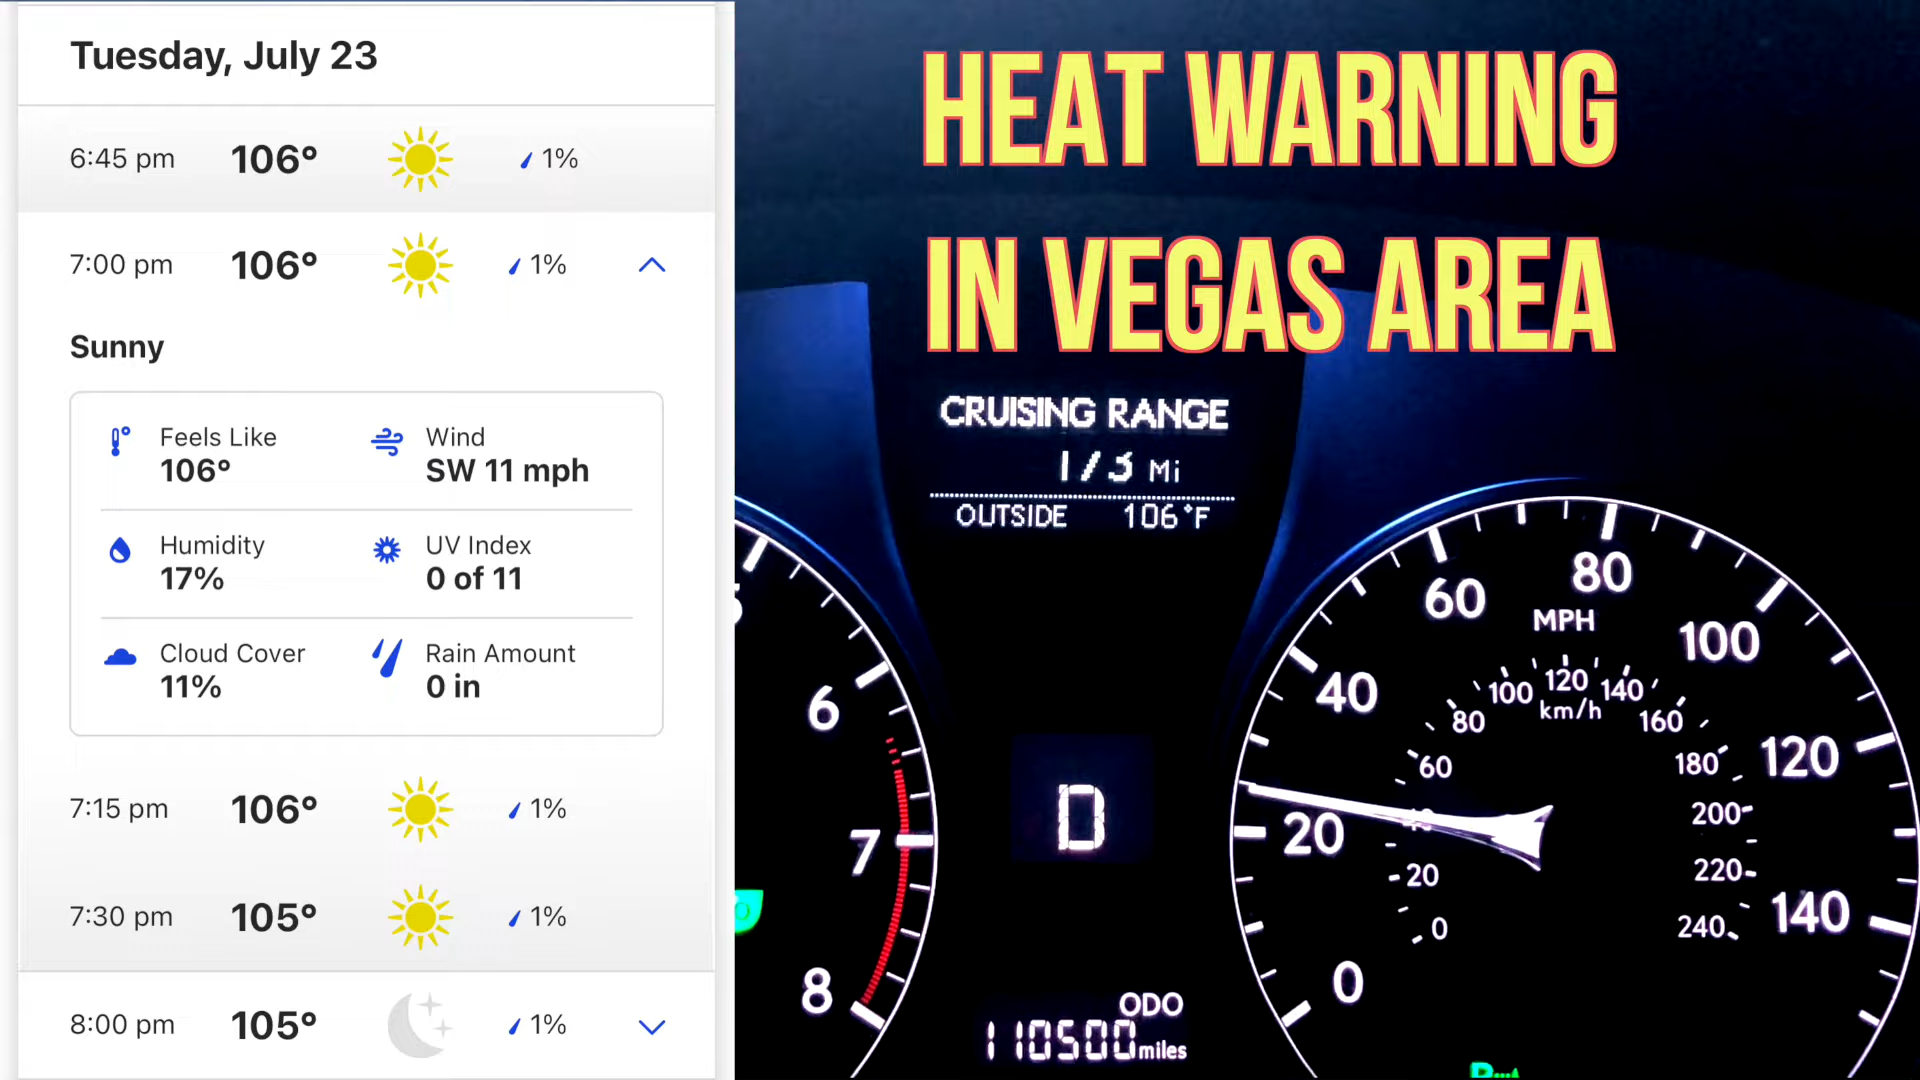 Tuesday, July 23
6:45 pm 106° 1%
7:00 pm 106° 1%
Sunny
Feels Like Wind
106° SW 11 mph
Humidity UV Index
17% 0 of 11
Cloud Cover Rain Amount
11% 0 in
7:15 pm 106° 1%
7:30 pm 105° 1%
8:00 pm 105° 1%
HEAT WARNING
IN VEGAS AREA
CRUISING RANGE
Mi
OUTSIDE 106°F
6
7
8
D
ODO
110500 miles
0
20
40
60
80
100
120
140
MPH
0
20
60
80
100
120
140
160
180
200
220
240
km/h